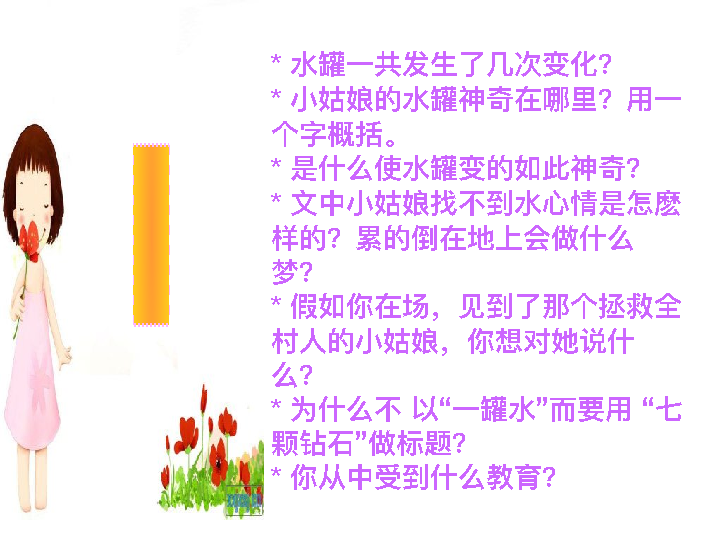 * 水罐一共发生了几次变化？
* 小姑娘的水罐神奇在哪里？用一
个字概括。
* 是什么使水罐变的如此神奇？
* 文中小姑娘找不到水心情是怎麽
样的？累的倒在地上会做什么
梦？
* 假如你在场，见到了那个拯救全
村人的小姑娘，你想对她说什
么？
* 为什么不 以“一罐水”而要用 “七
颗钻石”做标题？
* 你从中受到什么教育？